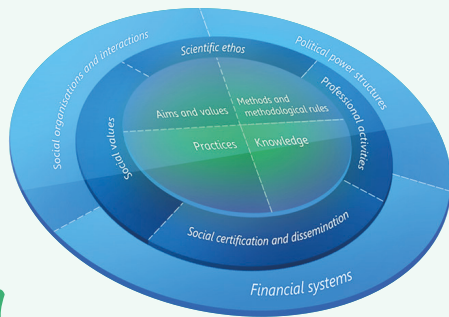 Political power structures
Social organisations and interactions
Scientific ethos
Professional activities
Social values
Aims and values
Methods and
methodological rules
Practices
Knowledge
Social certification and dissemination
Financial systems